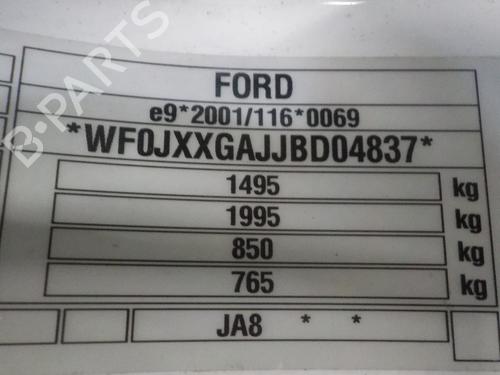 FORD
e9*2001/116*0069
*WF0JXXGAJJBD04837*
1495 kg
1995 kg
850 kg
765 kg
JA8 * *
B-PARTS